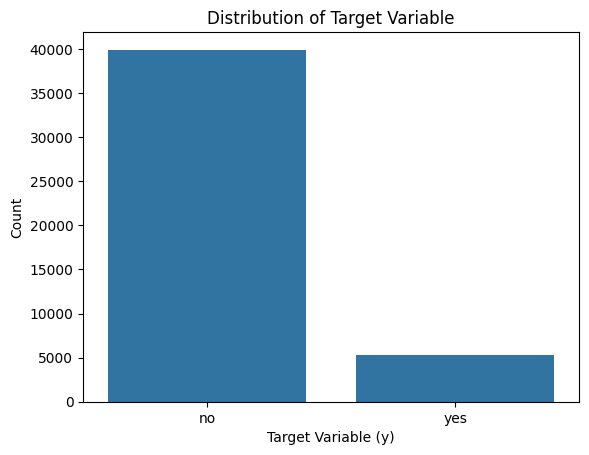 Distribution of Target Variable
40000
35000
30000
25000
20000
15000
10000
5000
0
Count
no yes
Target Variable (y)